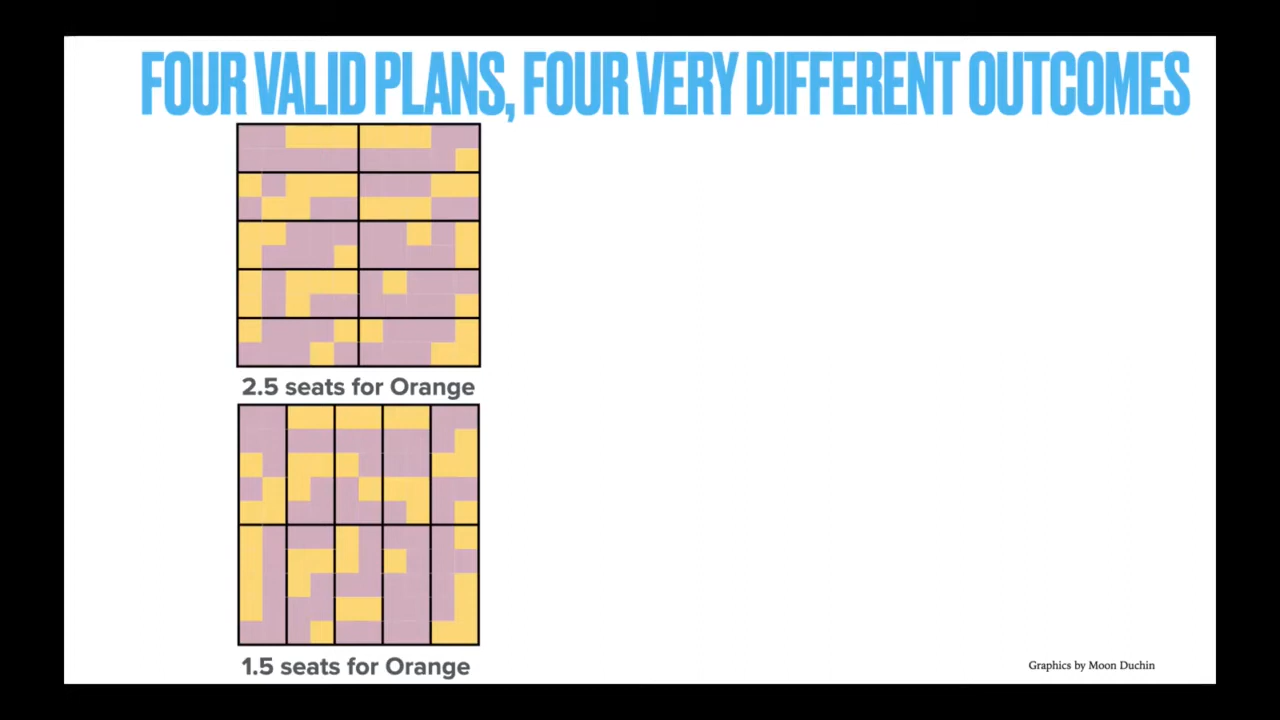 FOUR VALID PLANS, FOUR VERY DIFFERENT OUTCOMES
2.5 seats for Orange
1.5 seats for Orange
Graphics by Moon Duchin